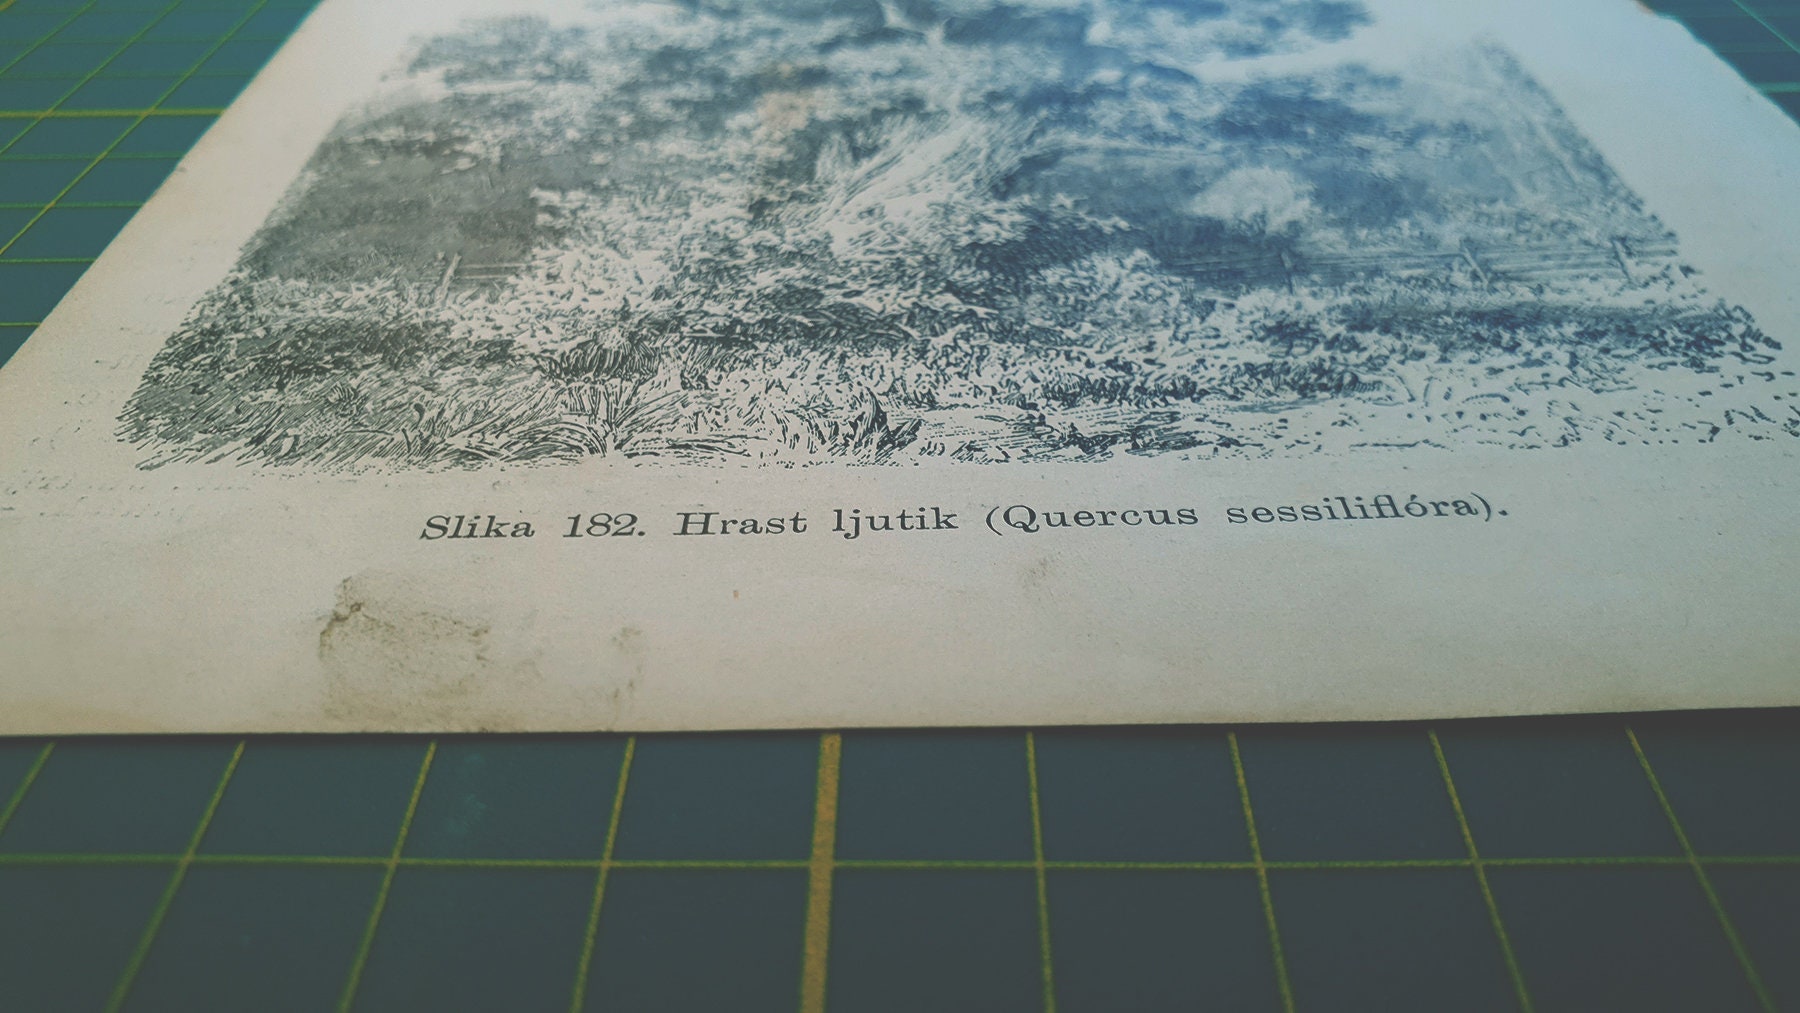 Slika 182. Hrast ljutik (Quercus sessiliflóra).